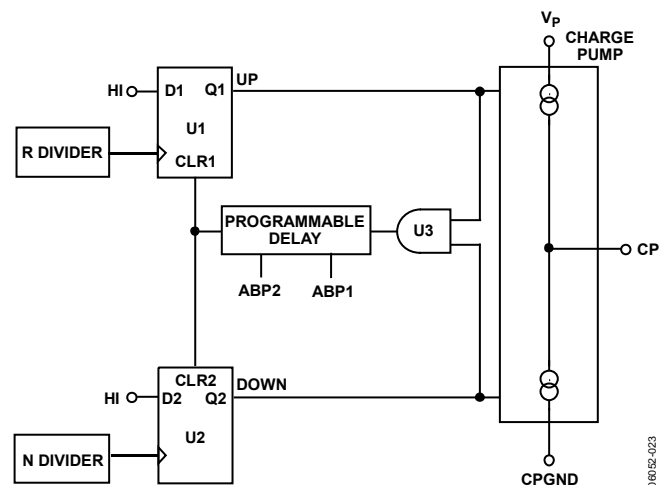 VP
CHARGE
PUMP
HI
D1
Q1
UP
U1
R DIVIDER
CLR1
PROGRAMMABLE
DELAY
U3
CP
ABP2
ABP1
CLR2
DOWN
HI
D2
Q2
U2
N DIVIDER
CPGND
06052-023